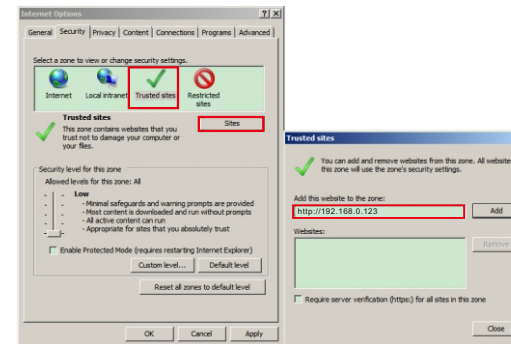 Internet Options
? X
General Security Privacy Content Connections Programs Advanced
Select a zone to view or change security settings.
Internet Local intranet Trusted sites Restricted sites
Trusted sites
Sites
This zone contains websites that you
trust not to damage your computer or
your files.
Security level for this zone
Allowed levels for this zone: All
Low
- Minimal safeguards and warning prompts are provided
- Most content is downloaded and run without prompts
- All active content can run
- Appropriate for sites that you absolutely trust
Enable Protected Mode (requires restarting Internet Explorer)
Custom level... Default level
Reset all zones to default level
OK Cancel Apply
Trusted sites
You can add and remove websites from this zone. All websites
this zone will use the zone's security settings.
Add this website to the zone:
http://192.168.0.123 Add
Websites:
Remove
Require server verification (https:) for all sites in this zone
Close